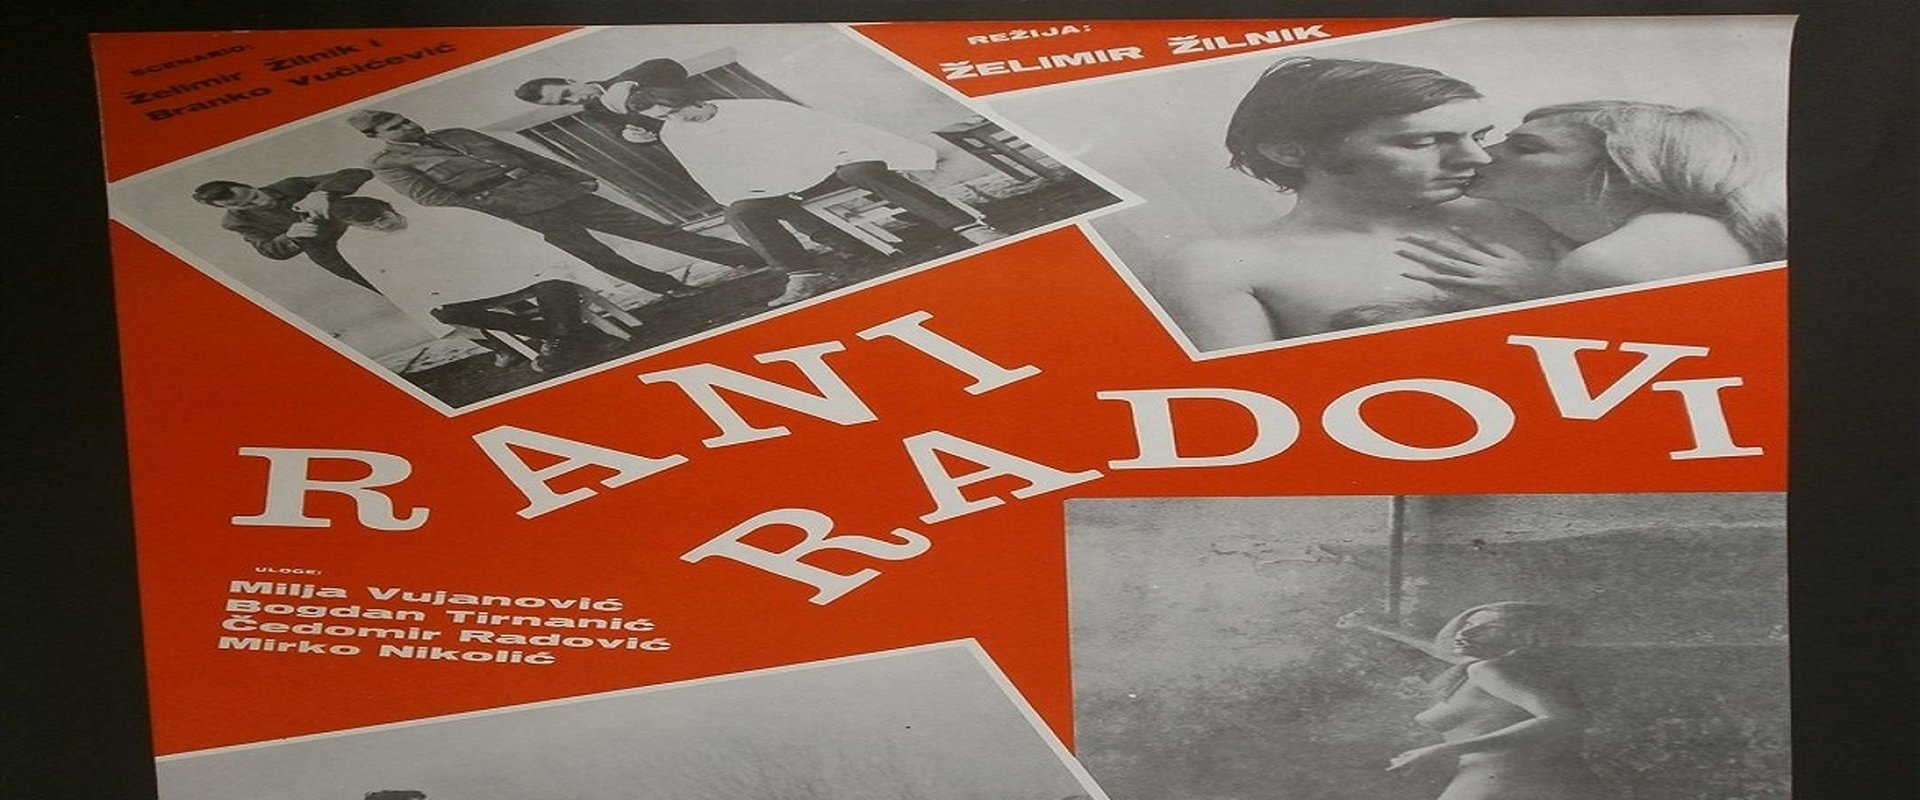 SCENARIO:
Želimir Žilnik i
Branko Vučićević
REŽIJA:
ŽELIMIR ŽILNIK
RANI
RADOVI
ULOGE:
Milja Vujanović
Bogdan Tirnanić
Čedomir Radović
Mirko Nikolić